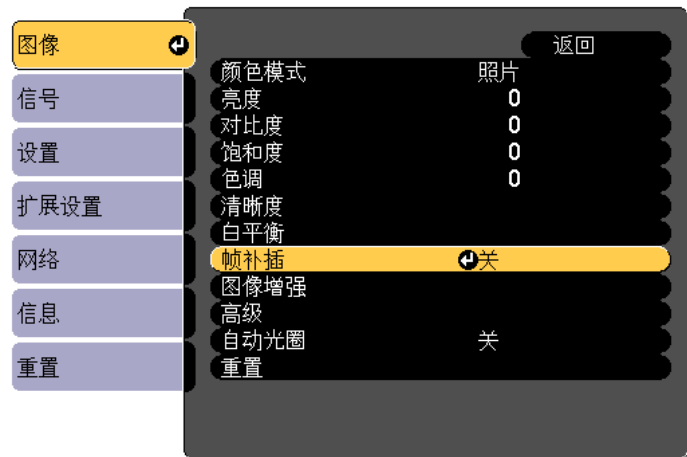 图像
信号
设置
扩展设置
网络
信息
重置
返回
颜色模式 照片
亮度 0
对比度 0
饱和度 0
色调 0
清晰度
白平衡
帧补插 关
图像增强
高级
自动光圈 关
重置